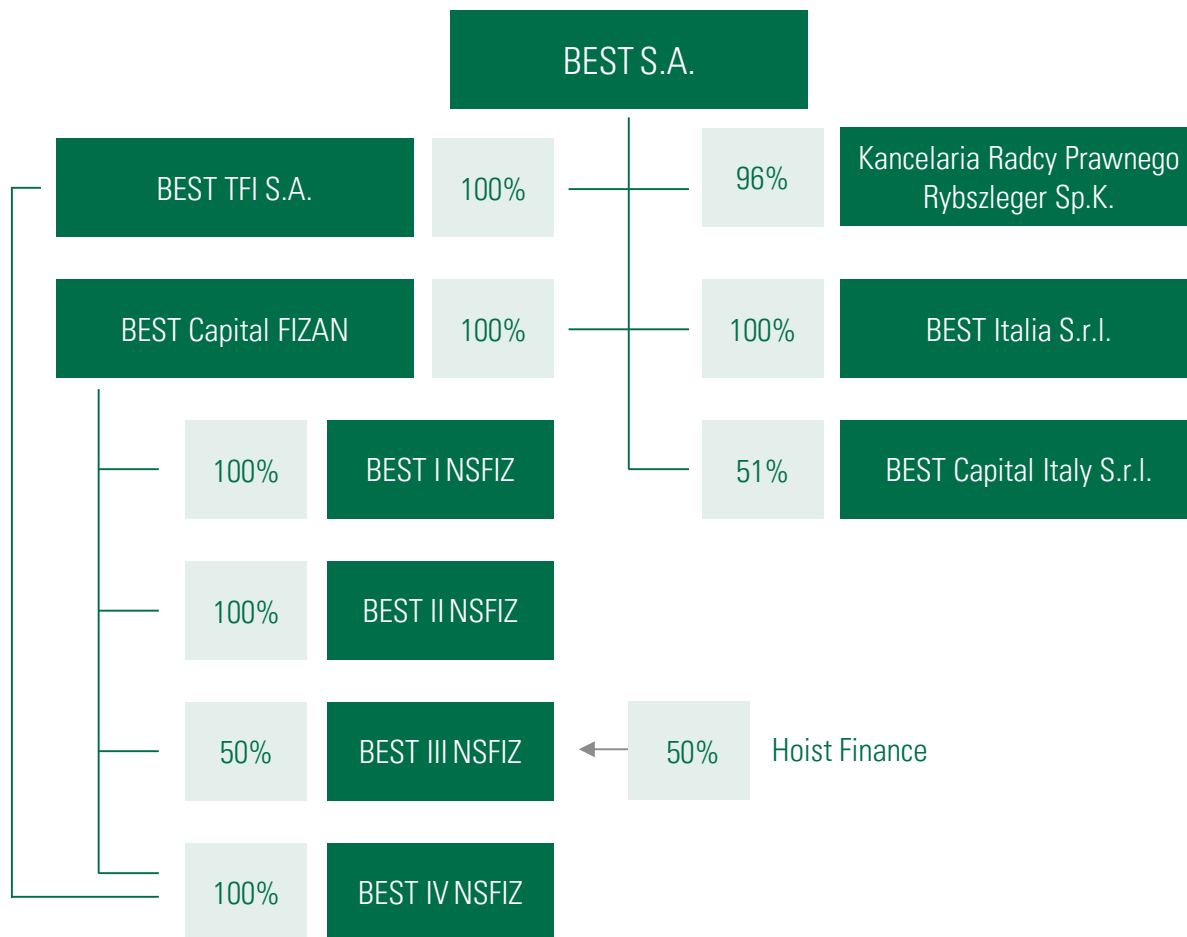 BEST S.A.
BEST TFI S.A.
100%
96%
Kancelaria Radcy Prawnego
Rybszleger Sp.K.
BEST Capital FIZAN
100%
100%
BEST Italia S.r.l.
100%
BEST I NSFIZ
51%
BEST Capital Italy S.r.l.
100%
BEST II NSFIZ
50%
BEST III NSFIZ
50%
Hoist Finance
100%
BEST IV NSFIZ